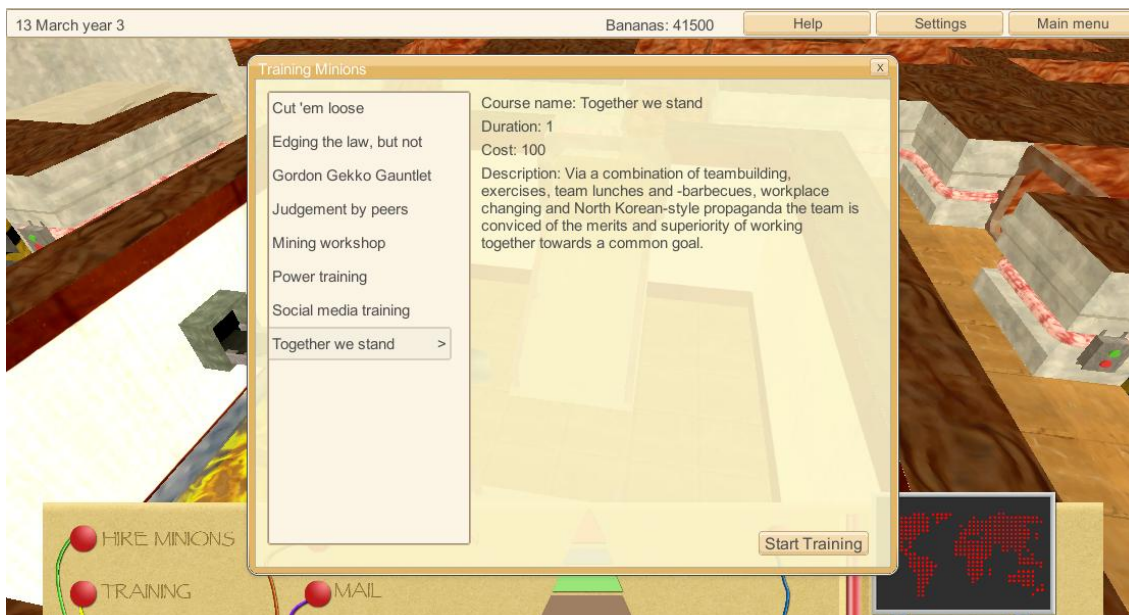 13 March year 3
Bananas: 41500
Help
Settings
Main menu
Training Minions
X
Cut 'em loose
Edging the law, but not
Gordon Gekko Gauntlet
Judgement by peers
Mining workshop
Power training
Social media training
Together we stand >
Course name: Together we stand
Duration: 1
Cost: 100
Description: Via a combination of teambuilding,
exercises, team lunches and -barbecues, workplace
changing and North Korean-style propaganda the team is
conviced of the merits and superiority of working
together towards a common goal.
Start Training
HIRE MINIONS
TRAINING
MAIL